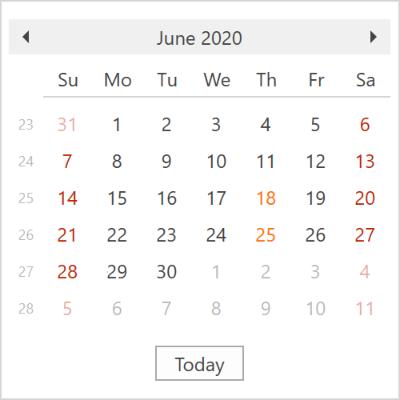 June 2020
Su Mo Tu We Th Fr Sa
23 31 1 2 3 4 5 6
24 7 8 9 10 11 12 13
25 14 15 16 17 18 19 20
26 21 22 23 24 25 26 27
27 28 29 30 1 2 3 4
28 5 6 7 8 9 10 11
Today